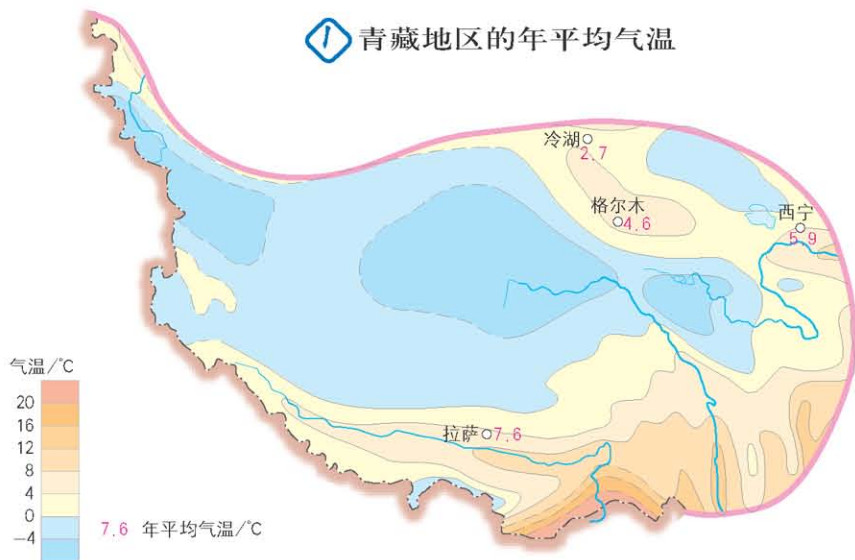 1 青藏地区的年平均气温
冷湖
2.7
格尔木
4.6
西宁
5.9
气温/℃
20
16
12
8
4
0
-4
拉萨 7.6
7.6 年平均气温/℃